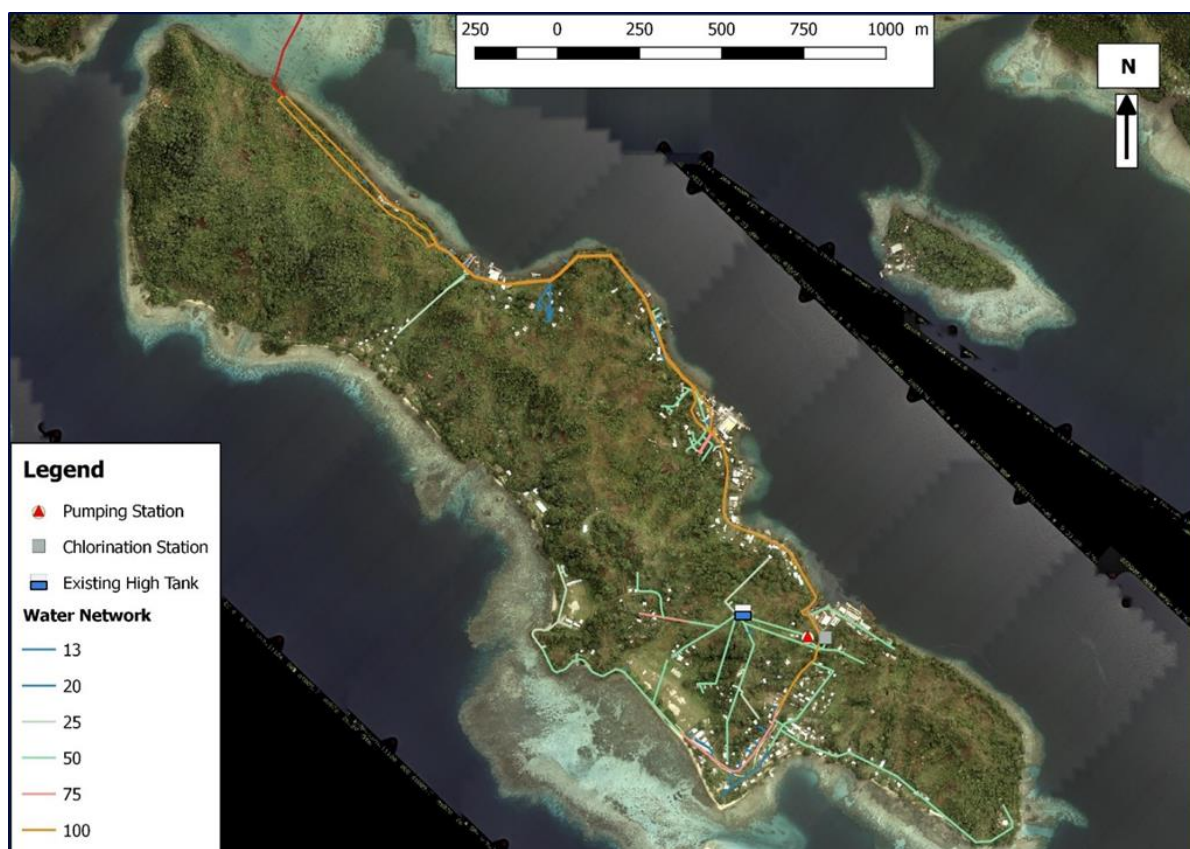 250 0 250 500 750 1000 m
N
Legend
Pumping Station
Chlorination Station
Existing High Tank
Water Network
13
20
25
50
75
100